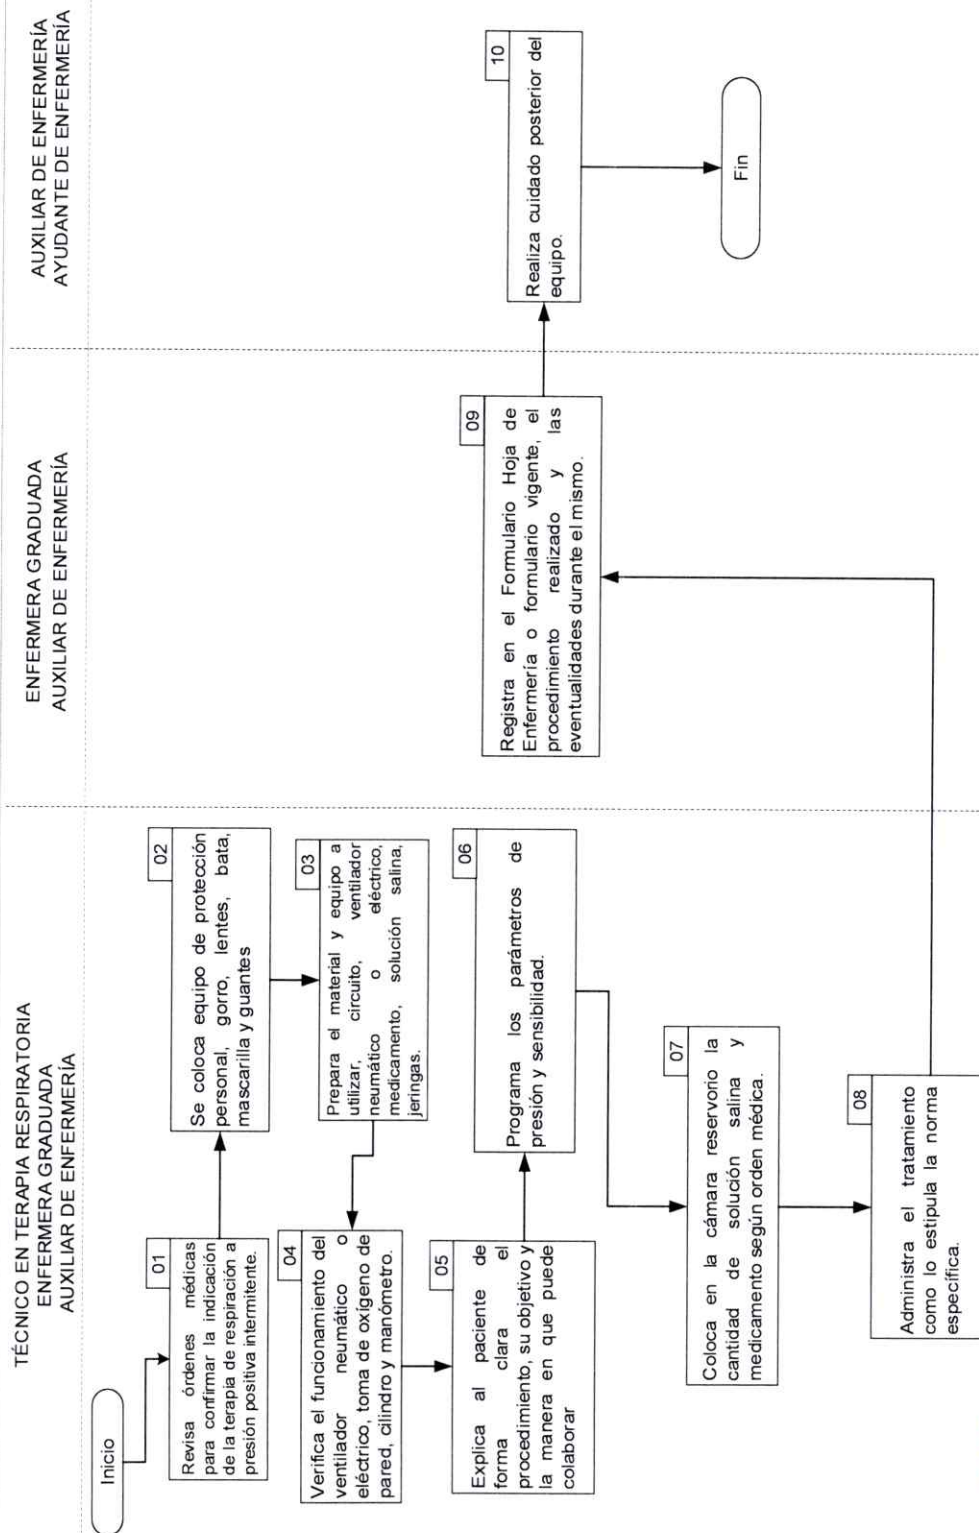 TÉCNICO EN TERAPIA RESPIRATORIA
ENFERMERA GRADUADA
AUXILIAR DE ENFERMERÍA
ENFERMERA GRADUADA
AUXILIAR DE ENFERMERÍA
AUXILIAR DE ENFERMERÍA
AYUDANTE DE ENFERMERÍA
Inicio
01
Revisa órdenes médicas
para confirmar la indicación
de la terapia de respiración a
presión positiva intermitente.
02
Se coloca equipo de protección
personal, gorro, lentes, bata,
mascarilla y guantes
03
Prepara el material y equipo a
utilizar, circuito, ventilador
neumático o eléctrico,
medicamento, solución salina,
jeringas.
04
Verifica el funcionamiento del
ventilador neumático o
eléctrico, toma de oxígeno de
pared, cilindro y manómetro.
05
Explica al paciente de
forma clara el
procedimiento, su objetivo y
la manera en que puede
colaborar
06
Programa los parámetros de
presión y sensibilidad.
07
Coloca en la cámara reservorio la
cantidad de solución salina y
medicamento según orden médica.
08
Administra el tratamiento
como lo estipula la norma
específica.
09
Registra en el Formulario Hoja de
Enfermería o formulario vigente, el
procedimiento realizado y las
eventualidades durante el mismo.
10
Realiza cuidado posterior del
equipo.
Fin